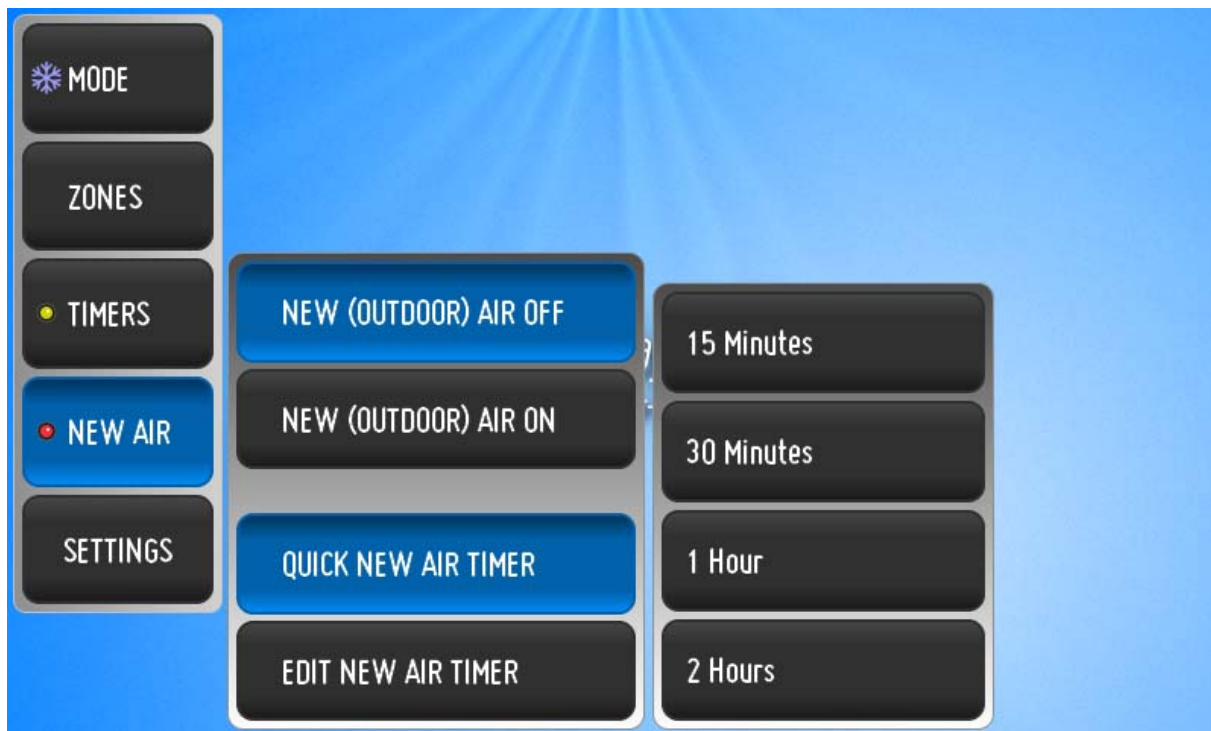 MODE
ZONES
TIMERS
NEW AIR
SETTINGS
NEW (OUTDOOR) AIR OFF
NEW (OUTDOOR) AIR ON
QUICK NEW AIR TIMER
EDIT NEW AIR TIMER
15 Minutes
30 Minutes
1 Hour
2 Hours